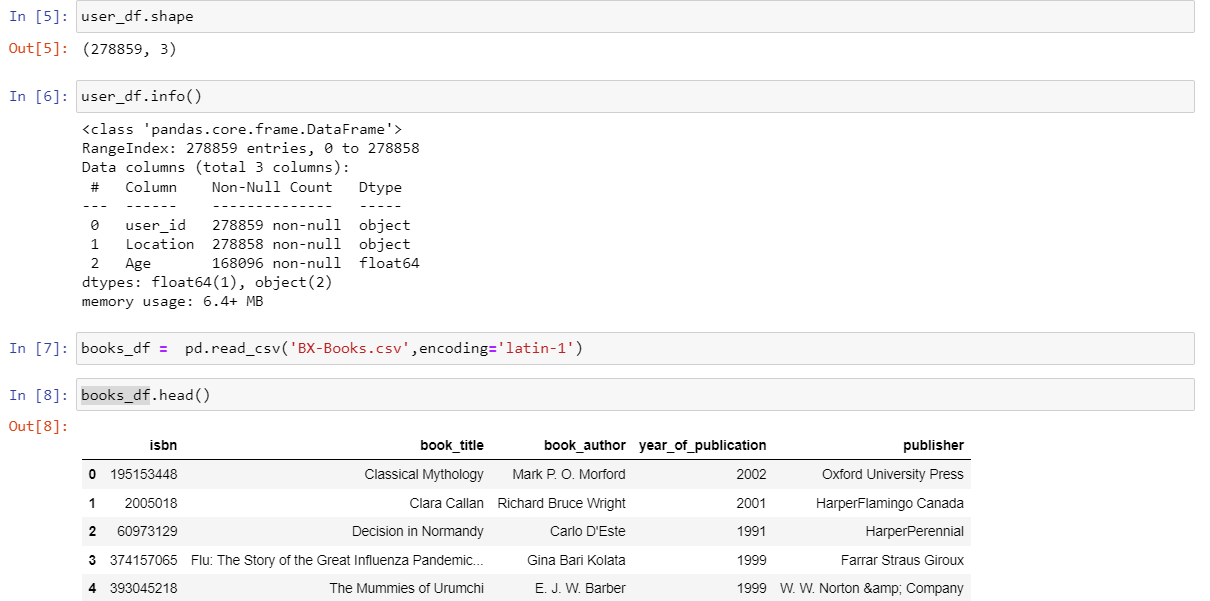 In [5]: user_df.shape
Out[5]: (278859, 3)
In [6]: user_df.info()
<class 'pandas.core.frame.DataFrame'>
RangeIndex: 278859 entries, 0 to 278858
Data columns (total 3 columns):
 #   Column    Non-Null Count   Dtype
---  ------    --------------   -----
 0   user_id   278859 non-null  object
 1   Location  278858 non-null  object
 2   Age       168096 non-null  float64
dtypes: float64(1), object(2)
memory usage: 6.4+ MB
In [7]: books_df =  pd.read_csv('BX-Books.csv',encoding='latin-1')
In [8]: books_df.head()
Out[8]:
isbn book_title book_author year_of_publication publisher
0 195153448 Classical Mythology Mark P. O. Morford 2002 Oxford University Press
1 2005018 Clara Callan Richard Bruce Wright 2001 HarperFlamingo Canada
2 60973129 Decision in Normandy Carlo D'Este 1991 HarperPerennial
3 374157065 Flu: The Story of the Great Influenza Pandemic... Gina Bari Kolata 1999 Farrar Straus Giroux
4 393045218 The Mummies of Urumchi E. J. W. Barber 1999 W. W. Norton &amp; Company